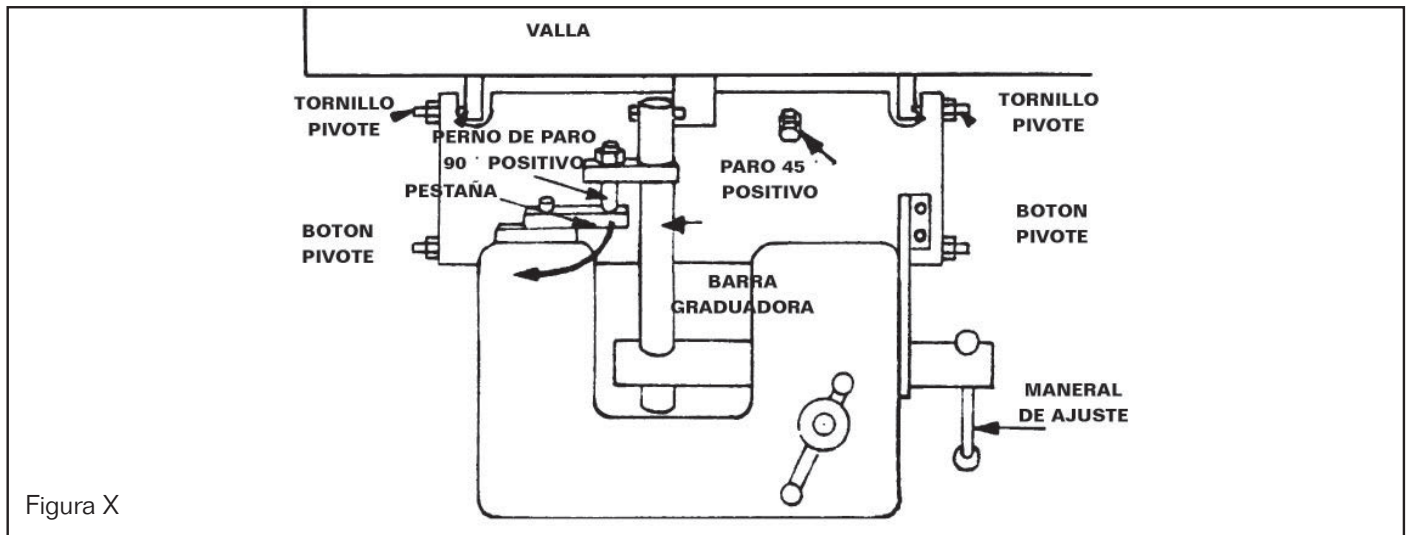 VALLA
TORNILLO
PIVOTE
TORNILLO
PIVOTE
PERNO DE PARO
90 ˙ POSITIVO
PESTAÑA
PARO 45
POSITIVO
BOTON
PIVOTE
BOTON
PIVOTE
BARRA
GRADUADORA
MANERAL
DE AJUSTE
Figura X